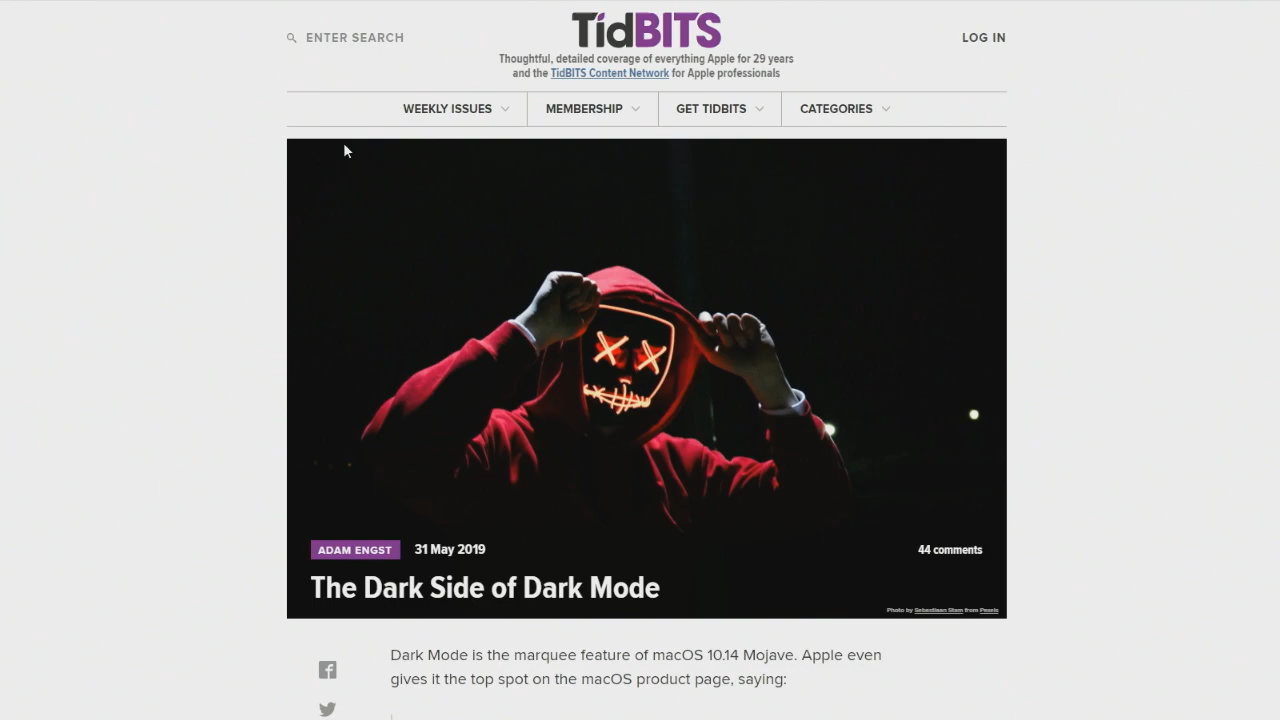 ENTER SEARCH
TidBITS
LOG IN
Thoughtful, detailed coverage of everything Apple for 29 years
and the TidBITS Content Network for Apple professionals
WEEKLY ISSUES
MEMBERSHIP
GET TIDBITS
CATEGORIES
ADAM ENGST
31 May 2019
44 comments
The Dark Side of Dark Mode
Photo by Sebastiaan Stam from Pexels
Dark Mode is the marquee feature of macOS 10.14 Mojave. Apple even
gives it the top spot on the macOS product page, saying: